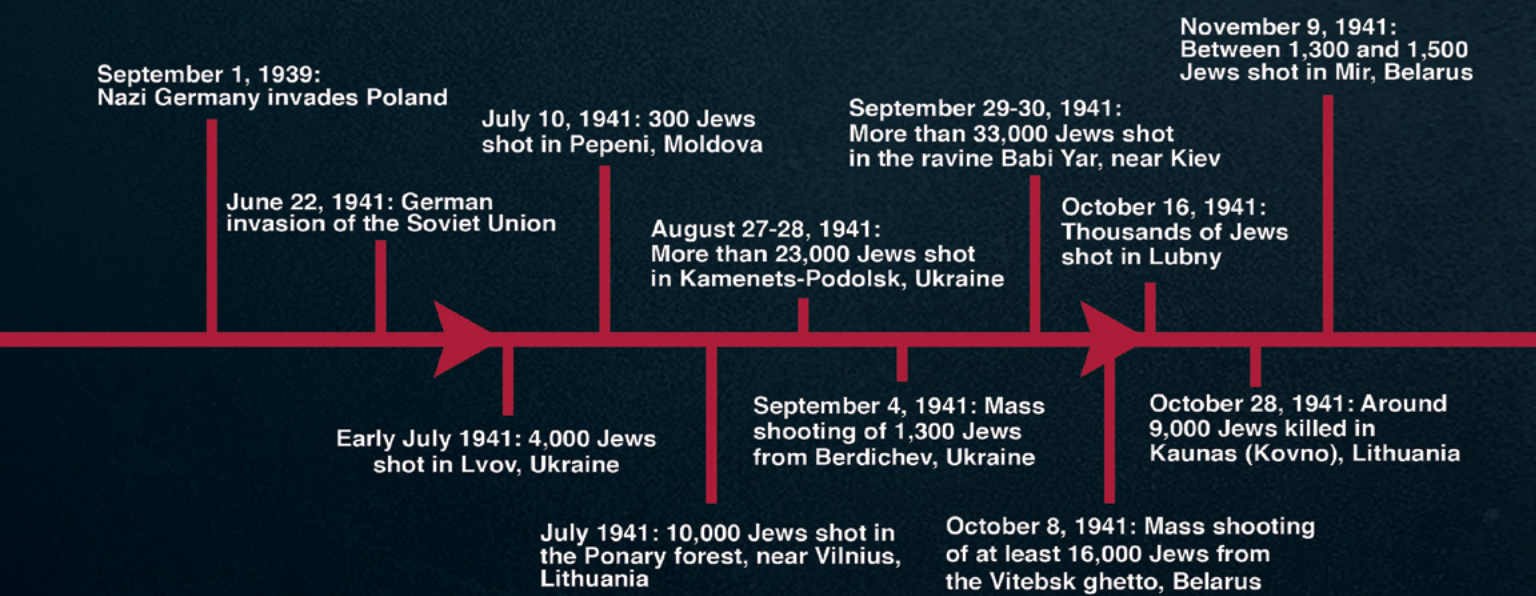 September 1, 1939:
Nazi Germany invades Poland
June 22, 1941: German
invasion of the Soviet Union
Early July 1941: 4,000 Jews
shot in Lvov, Ukraine
July 10, 1941: 300 Jews
shot in Pepeni, Moldova
July 1941: 10,000 Jews shot in
the Ponary forest, near Vilnius,
Lithuania
August 27-28, 1941:
More than 23,000 Jews shot
in Kamenets-Podolsk, Ukraine
September 4, 1941: Mass
shooting of 1,300 Jews
from Berdichev, Ukraine
September 29-30, 1941:
More than 33,000 Jews shot
in the ravine Babi Yar, near Kiev
October 8, 1941: Mass shooting
of at least 16,000 Jews from
the Vitebsk ghetto, Belarus
October 16, 1941:
Thousands of Jews
shot in Lubny
October 28, 1941: Around
9,000 Jews killed in
Kaunas (Kovno), Lithuania
November 9, 1941:
Between 1,300 and 1,500
Jews shot in Mir, Belarus